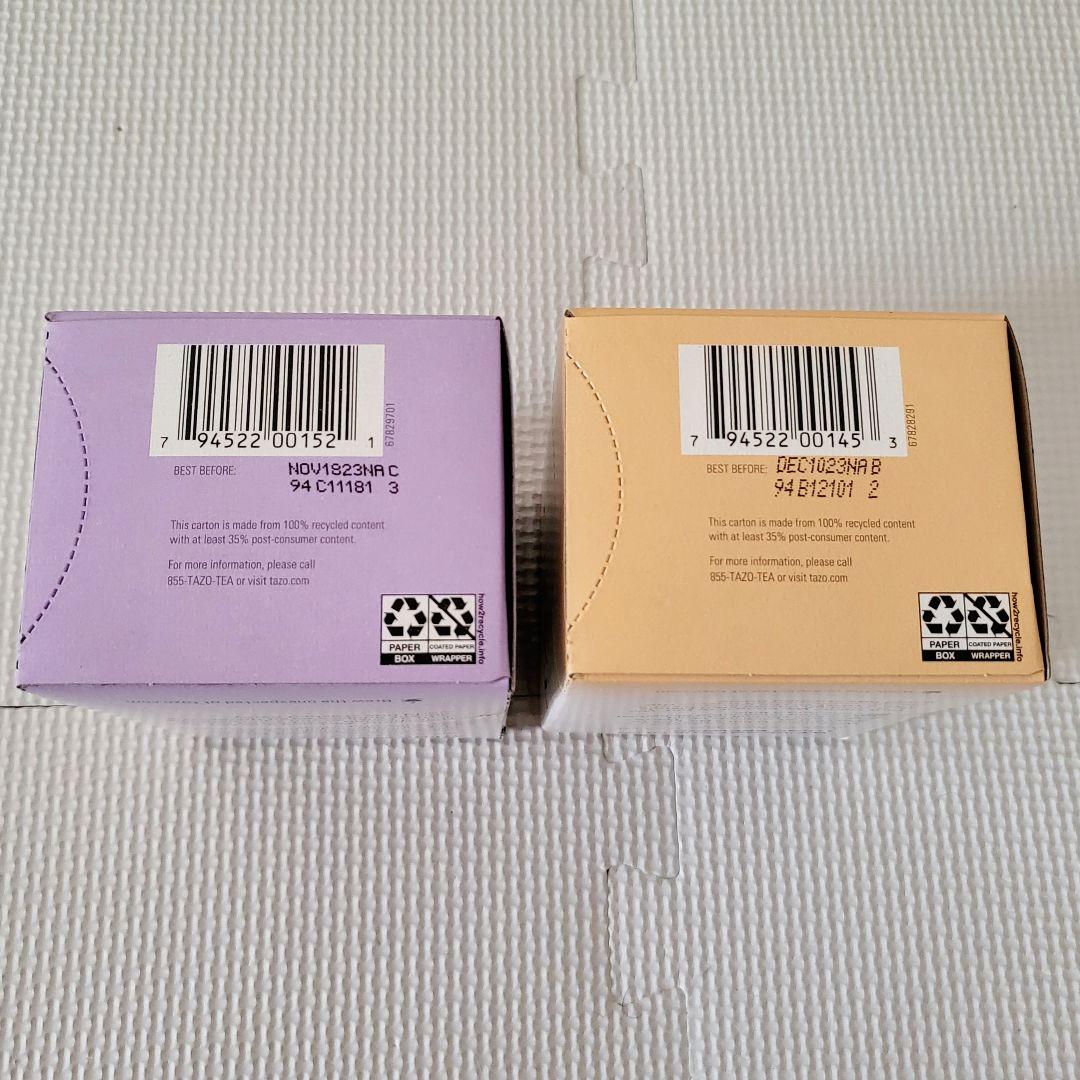 7 94522 00152 1
67829701
BEST BEFORE: NOV1823NA C
94 C11181 3
This carton is made from 100% recycled content
with at least 35% post-consumer content.
For more information, please call
855-TAZO-TEA or visit tazo.com
PAPER
BOX
COATED PAPER
WRAPPER
how2recycle.info
7 94522 00145 3
67828291
BEST BEFORE: DEC1023NA B
94 B12101 2
This carton is made from 100% recycled content
with at least 35% post-consumer content.
For more information, please call
855-TAZO-TEA or visit tazo.com
PAPER
BOX
COATED PAPER
WRAPPER
how2recycle.info